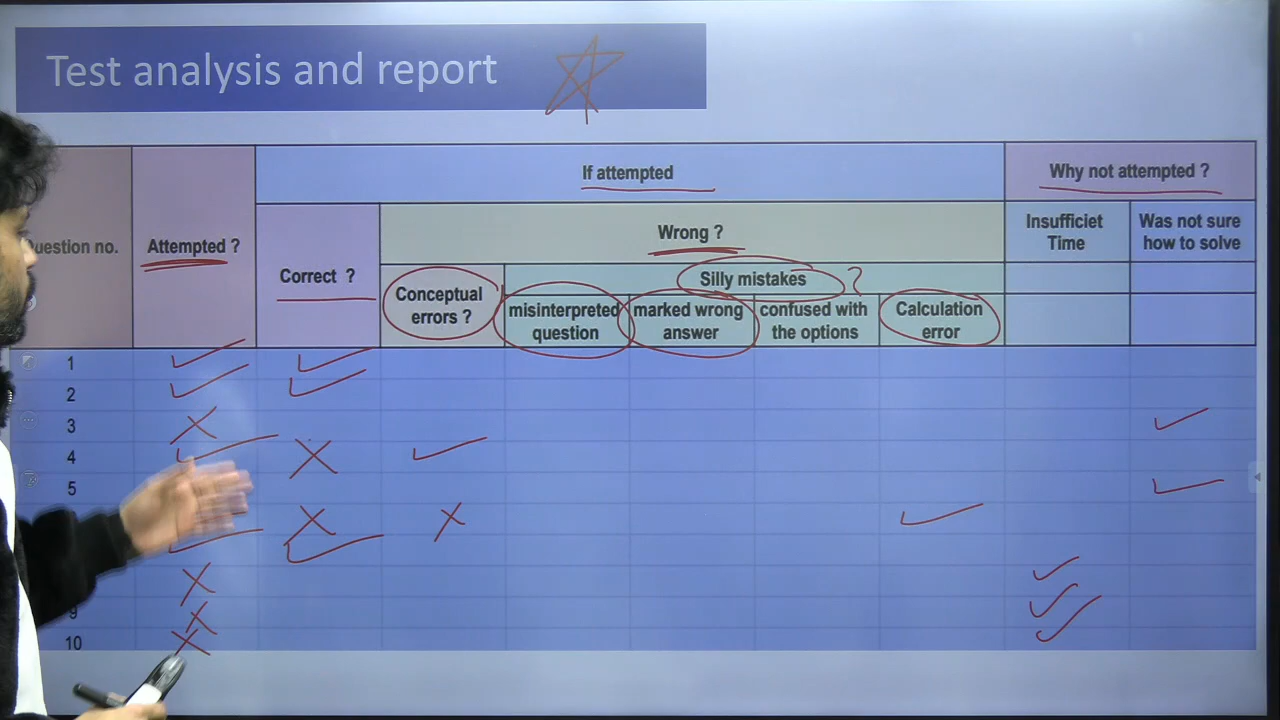 Test analysis and report
If attempted
Why not attempted ?
Question no.
Attempted ?
Correct ?
Wrong ?
Insufficiet Time
Was not sure how to solve
Conceptual errors ?
Silly mistakes ?
misinterpreted question
marked wrong answer
confused with the options
Calculation error
1
2
3
4
5
9
10